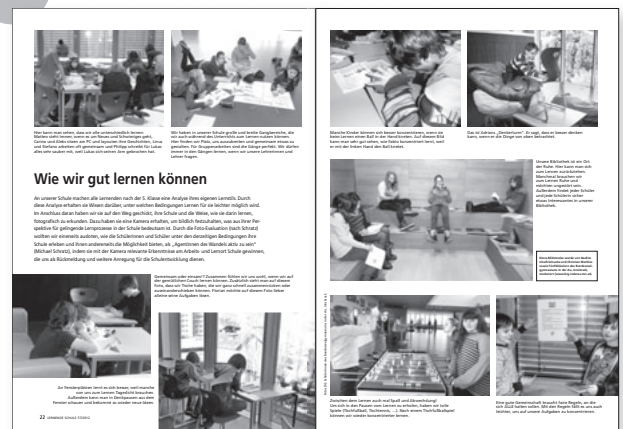 Hier kann man sehen, dass wir alle unterschiedlich lernen:
Carina und Aleks sitzen am PC und layouten ihre Geschichten, Linus
und Stefano arbeiten oft gemeinsam und Philipp schreibt für Lukas
alles sehr sauber mit, weil Lukas sich seinen Arm gebrochen hat.
Wir haben in unserer Schule große und breite Gangbereiche, die
wir auch während des Unterrichts zum Lernen nutzen können.
Hier finden wir Platz, uns auszubreiten und gemeinsam etwas zu
gestalten. Für Gruppenarbeiten sind die Gänge perfekt. Wir dürfen
immer in den Gängen lernen, wenn wir unsere Lehrerinnen und
Lehrer fragen.
Wie wir gut lernen können
An unserer Schule machen alle Lernenden nach der 5. Klasse eine Analyse ihres eigenen Lernstils. Durch
diese Analyse erhalten sie Wissen darüber, unter welchen Bedingungen Lernen für sie leichter möglich wird.
Im Anschluss daran haben wir sie auf den Weg geschickt, ihre Schule und die Weise, wie sie darin lernen,
fotografisch zu erkunden. Dazu haben sie eine Kamera erhalten, um bildlich festzuhalten, was aus ihrer Per-
spektive für gelingende Lernprozesse in der Schule bedeutsam ist. Durch die Foto-Evaluation (nach Schratz)
wollten wir einerseits ausloten, wie die Schülerinnen und Schüler unter den derzeitigen Bedingungen ihre
Schule erleben und ihnen andererseits die Möglichkeit bieten, als „AgentInnen des Wandels aktiv zu sein“
(Michael Schratz), indem sie mit der Kamera relevante Erkenntnisse am Arbeits- und Lernort Schule gewinnen,
die uns als Rückmeldung und weitere Anregung für die Schulentwicklung dienen.
Gemeinsam oder einsam? Zusammen fühlen wir uns wohl, wenn wir auf
der gemütlichen Couch lernen können. Zusätzlich sieht man auf diesem
Foto, dass wir Tische haben, die wir ganz schnell zusammenrücken oder
auseinanderschieben können. Florian möchte auf diesem Foto lieber
alleine seine Aufgaben lösen.
An Fensterplätzen lernt es sich besser, weil manche
von uns zum Lernen Tageslicht brauchen.
Außerdem kann man in Denkpausen aus dem
Fenster schauen und bekommt so wieder neue Ideen.
22 LERNENDE SCHULE 57/2012
Manche Kinder können sich besser konzentrieren, wenn sie
beim Lernen einen Ball in der Hand kneten. Auf diesem Bild
kann man sehr gut sehen, wie Fabio konzentriert lernt, weil
er mit der linken Hand den Ball knetet.
Das ist Adrians „Denkerturm“. Er sagt, dass er besser denken
kann, wenn er die Dinge von oben betrachtet.
Unsere Bibliothek ist ein Ort
der Ruhe. Hier kann man sich
zum Lernen zurückziehen.
Manchmal brauchen wir
zum Lernen Ruhe und
möchten ungestört sein.
Außerdem findet jeder Schüler
und jede Schülerin sicher
etwas Interessantes in unserer
Bibliothek.
Zwischen dem Lernen auch mal Spaß und Abwechslung!
Um sich in den Pausen vom Lernen zu erholen, haben wir tolle
Spiele (Tischfußball, Tischtennis, ...). Nach einem Tischfußballspiel
können wir wieder konzentrierter lernen.
Eine gute Gemeinschaft braucht faire Regeln, an die
sich ALLE halten sollen. Mit den Regeln fällt es uns auch
leichter, uns auf unsere Aufgaben zu konzentrieren.